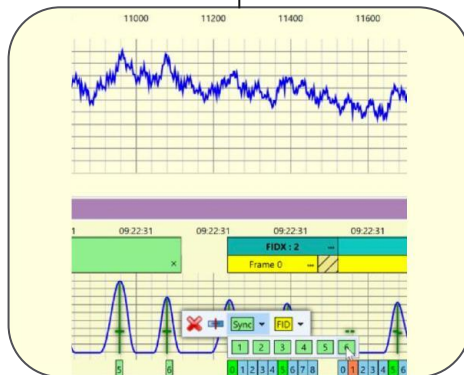 11000 11200 11400 11600
1 09:22:31 09:22:31 09:22:31 09:22:31
FIDX : 2 --
× Frame 0 --
Sync FID
1 2 3 4 5 6
5 6 0 1 2 3 4 5 6 7 8 0 1 2 3 4 5 6